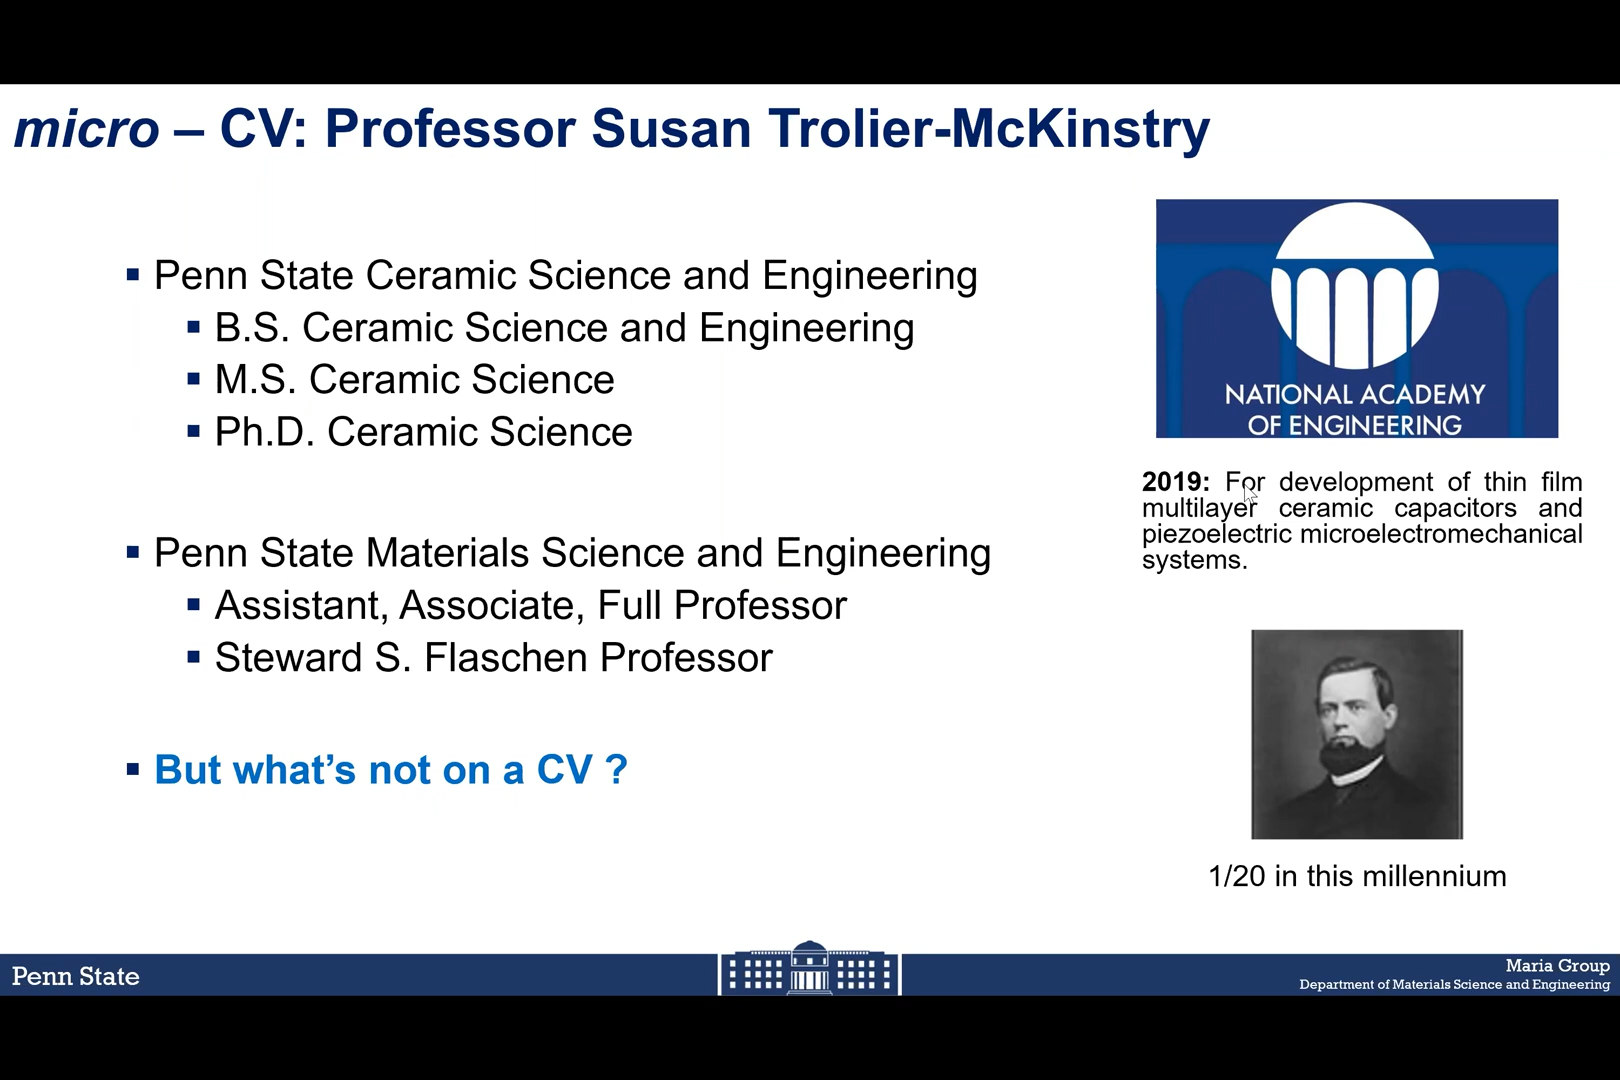 micro – CV: Professor Susan Trolier-McKinstry
Penn State Ceramic Science and Engineering
B.S. Ceramic Science and Engineering
M.S. Ceramic Science
Ph.D. Ceramic Science
Penn State Materials Science and Engineering
Assistant, Associate, Full Professor
Steward S. Flaschen Professor
But what’s not on a CV ?
NATIONAL ACADEMY
OF ENGINEERING
2019: For development of thin film
multilayer ceramic capacitors and
piezoelectric microelectromechanical
systems.
1/20 in this millennium
Penn State
Maria Group
Department of Materials Science and Engineering